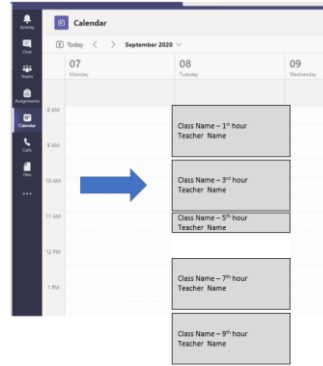 Calendar
Today < > September 2020
07
Monday
08
Tuesday
09
Wednesday
Activity
Chat
Teams
Assignments
Calendar
Calls
Files
...
8 AM
9 AM
10 AM
11 AM
12 PM
1 PM
Class Name – 1st hour
Teacher Name
Class Name – 3rd hour
Teacher Name
Class Name – 5th hour
Teacher Name
Class Name – 7th hour
Teacher Name
Class Name – 9th hour
Teacher Name